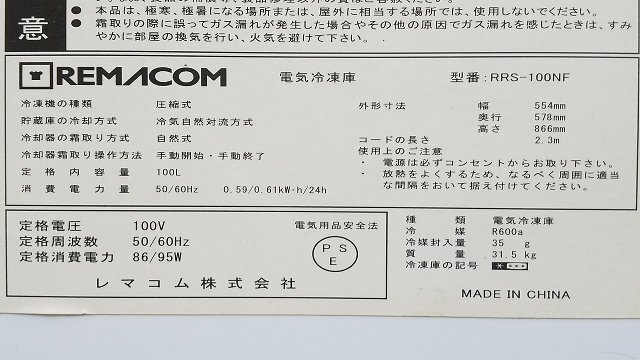 意
● 本品は、極寒、極暑になる場所または、屋外に相当する場所では、使用しないでください。
● 霜取りの際に誤ってガス漏れが発生した場合やその他の原因でガス漏れを感じたときは、すみ
やかに部屋の換気を行い、火気を避けて下さい。
REMACOM 電気冷凍庫 型番：RRS-100NF
冷凍機の種類 圧縮式
貯蔵庫の冷却方式 冷気自然対流方式
冷却器の霜取り方式 自然式
冷却器霜取り操作方法 手動開始・手動終了
定格内容量 100L
消費電力量 50/60Hz 0.59/0.61kW・h/24h
外形寸法 幅 554mm
奥行 578mm
高さ 866mm
コードの長さ 2.3m
使用上のご注意
・電源は必ずコンセントからお取り下さい。
・放熱をよくするため、なるべく周囲に適当
な間隔をおいて据え付けてください。
定格電圧 100V
定格周波数 50/60Hz
定格消費電力 86/95W
電気用品安全法
PS
E
レマコム株式会社
種類 電気冷凍庫
冷媒 R600a
冷媒封入量 35 g
質量 31.5 kg
冷凍庫の記号 ****
MADE IN CHINA